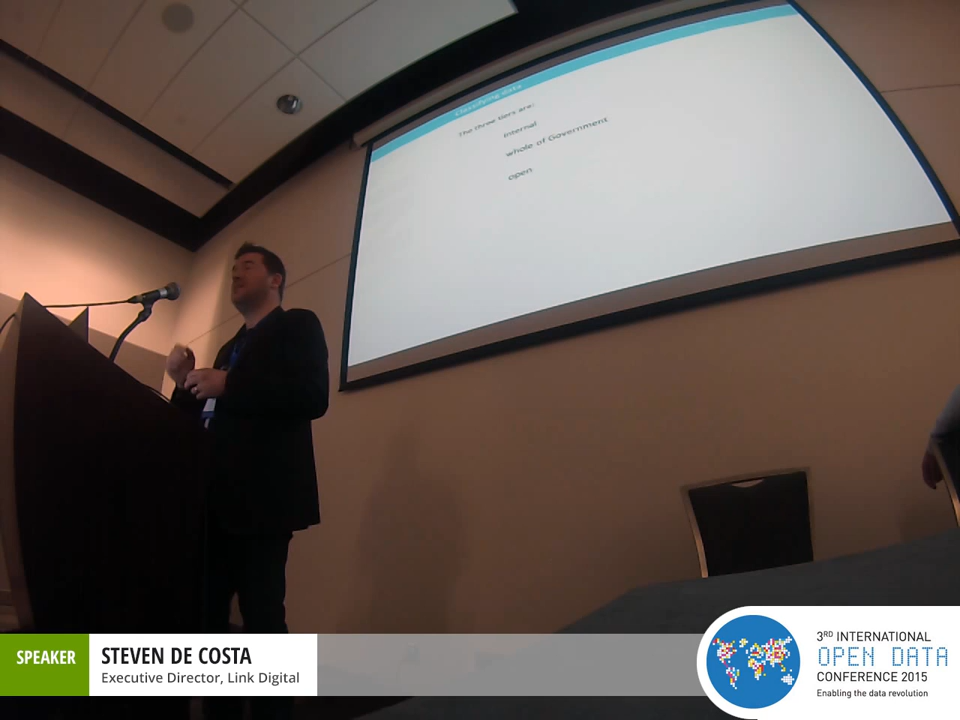 Classifying data
The three tiers are:
Internal
whole of Government
open
SPEAKER
STEVEN DE COSTA
Executive Director, Link Digital
3RD INTERNATIONAL
OPEN DATA
CONFERENCE 2015
Enabling the data revolution